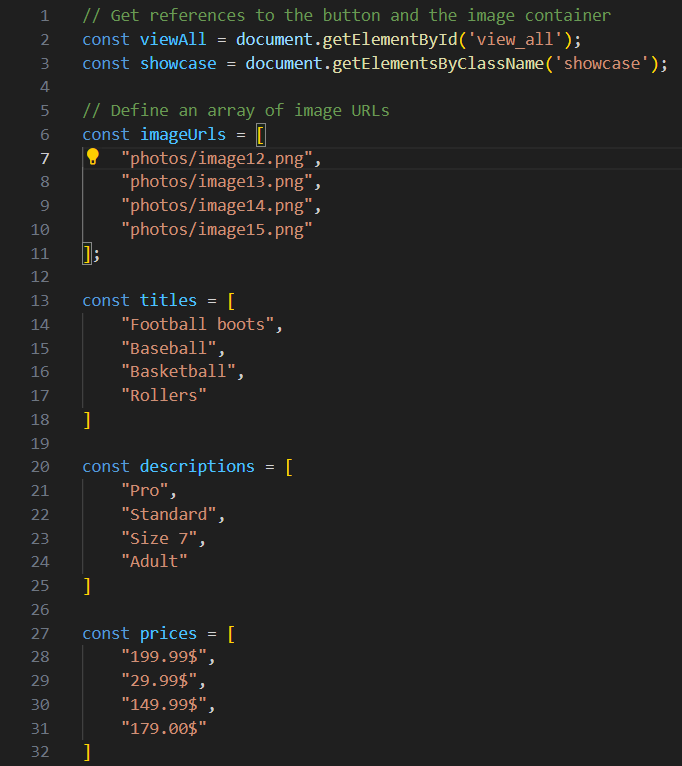 1 // Get references to the button and the image container
2 const viewAll = document.getElementById('view_all');
3 const showcase = document.getElementsByClassName('showcase');
4
5 // Define an array of image URLs
6 const imageUrls = [
7     "photos/image12.png",
8     "photos/image13.png",
9     "photos/image14.png",
10     "photos/image15.png"
11 ];
12
13 const titles = [
14     "Football boots",
15     "Baseball",
16     "Basketball",
17     "Rollers"
18 ]
19
20 const descriptions = [
21     "Pro",
22     "Standard",
23     "Size 7",
24     "Adult"
25 ]
26
27 const prices = [
28     "199.99$",
29     "29.99$",
30     "149.99$",
31     "179.00$"
32 ]